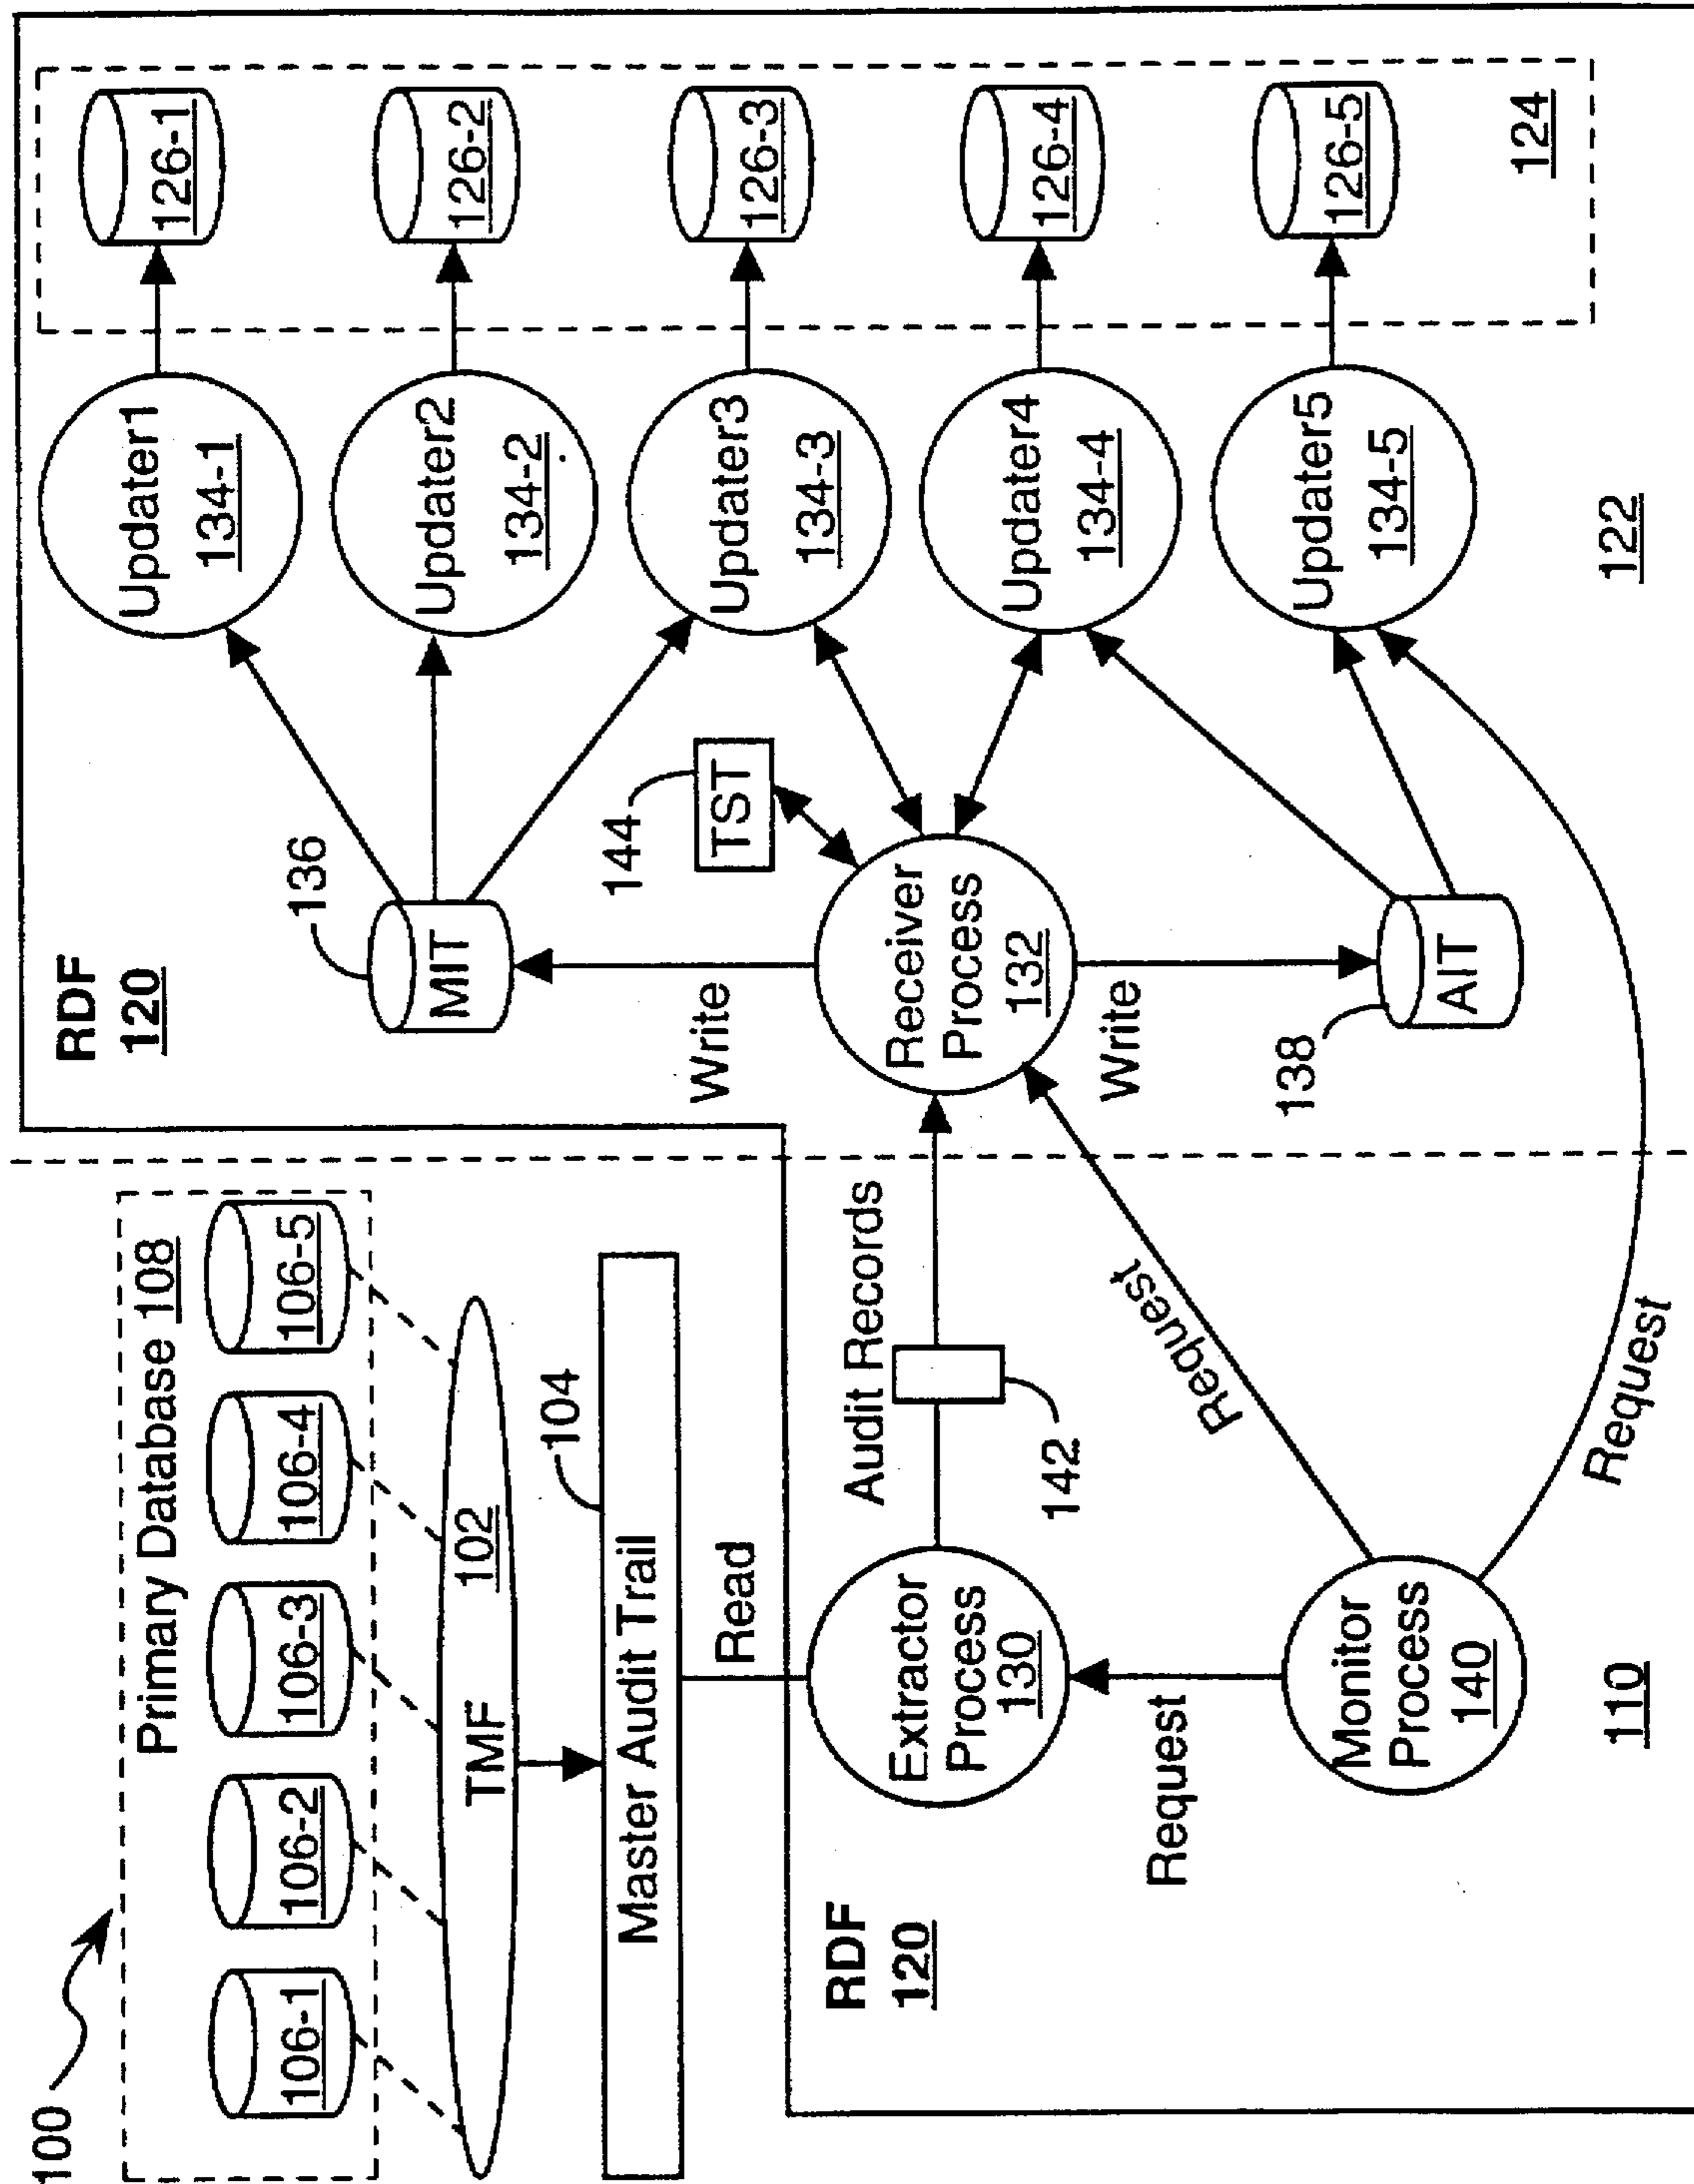 100
Primary Database 108
106-1
106-2
106-3
106-4
106-5
TMF
102
104
Master Audit Trail
Read
RDF
120
Extractor
Process
130
Audit Records
142
Request
Monitor
Process
140
110
Request
Request
RDF
120
136
MIT
Write
144
TST
Receiver
Process
132
Write
138
AIT
Updater1
134-1
Updater2
134-2
Updater3
134-3
Updater4
134-4
Updater5
134-5
122
126-1
126-2
126-3
126-4
126-5
124